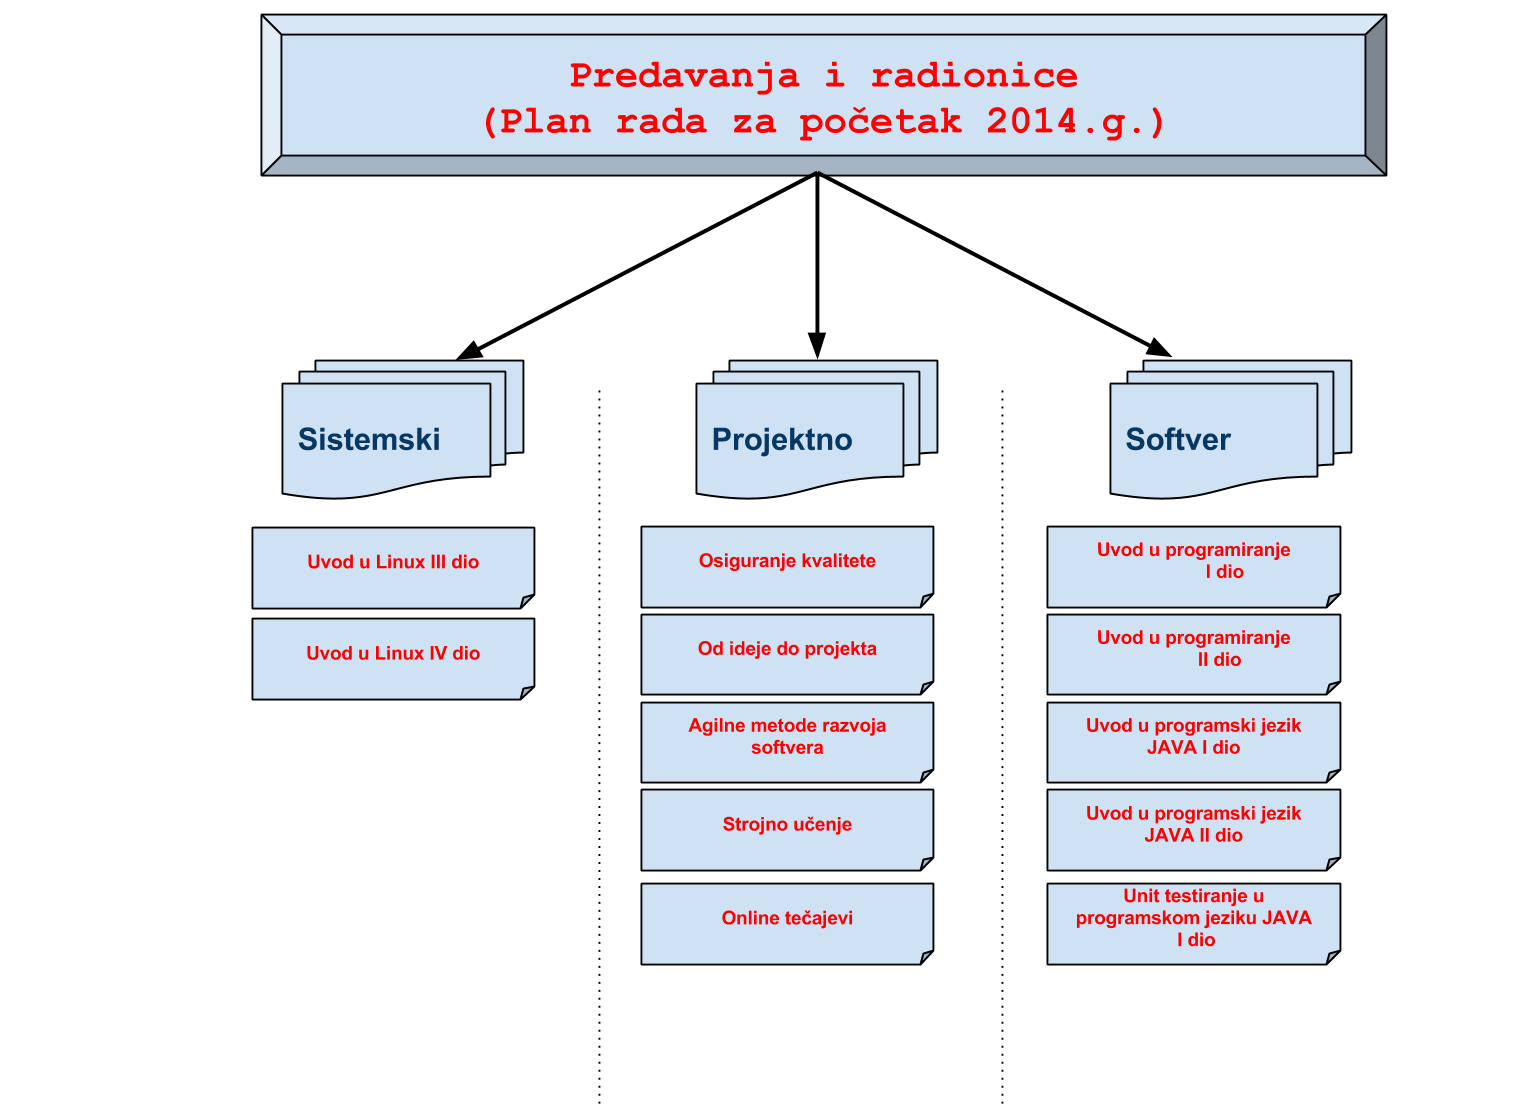 Predavanja i radionice
(Plan rada za početak 2014.g.)
Sistemski
Uvod u Linux III dio
Uvod u Linux IV dio
Projektno
Osiguranje kvalitete
Od ideje do projekta
Agilne metode razvoja
softvera
Strojno učenje
Online tečajevi
Softver
Uvod u programiranje
I dio
Uvod u programiranje
II dio
Uvod u programski jezik
JAVA I dio
Uvod u programski jezik
JAVA II dio
Unit testiranje u
programskom jeziku JAVA
I dio